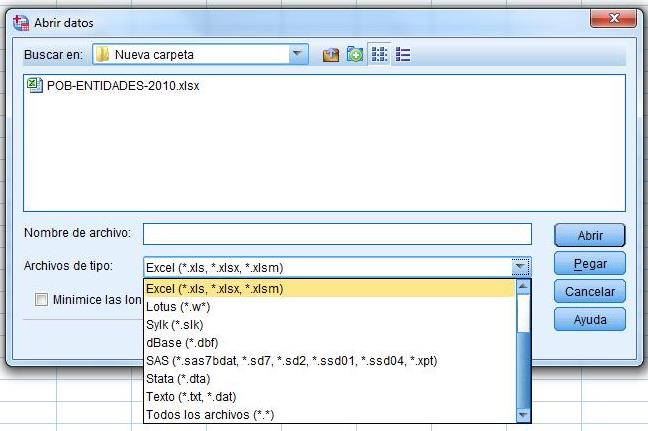 Abrir datos
Buscar en: Nueva carpeta
POB-ENTIDADES-2010.xlsx
Nombre de archivo:
Abrir
Archivos de tipo: Excel (*.xls, *.xlsx, *.xlsm)
Pegar
Excel (*.xls, *.xlsx, *.xlsm)
Minimice las lon
Cancelar
Lotus (*.w*)
Sylk (*.slk)
Ayuda
dBase (*.dbf)
SAS (*.sas7bdat, *.sd7, *.sd2, *.ssd01, *.ssd04, *.xpt)
Stata (*.dta)
Texto (*.txt, *.dat)
Todos los archivos (*.*)